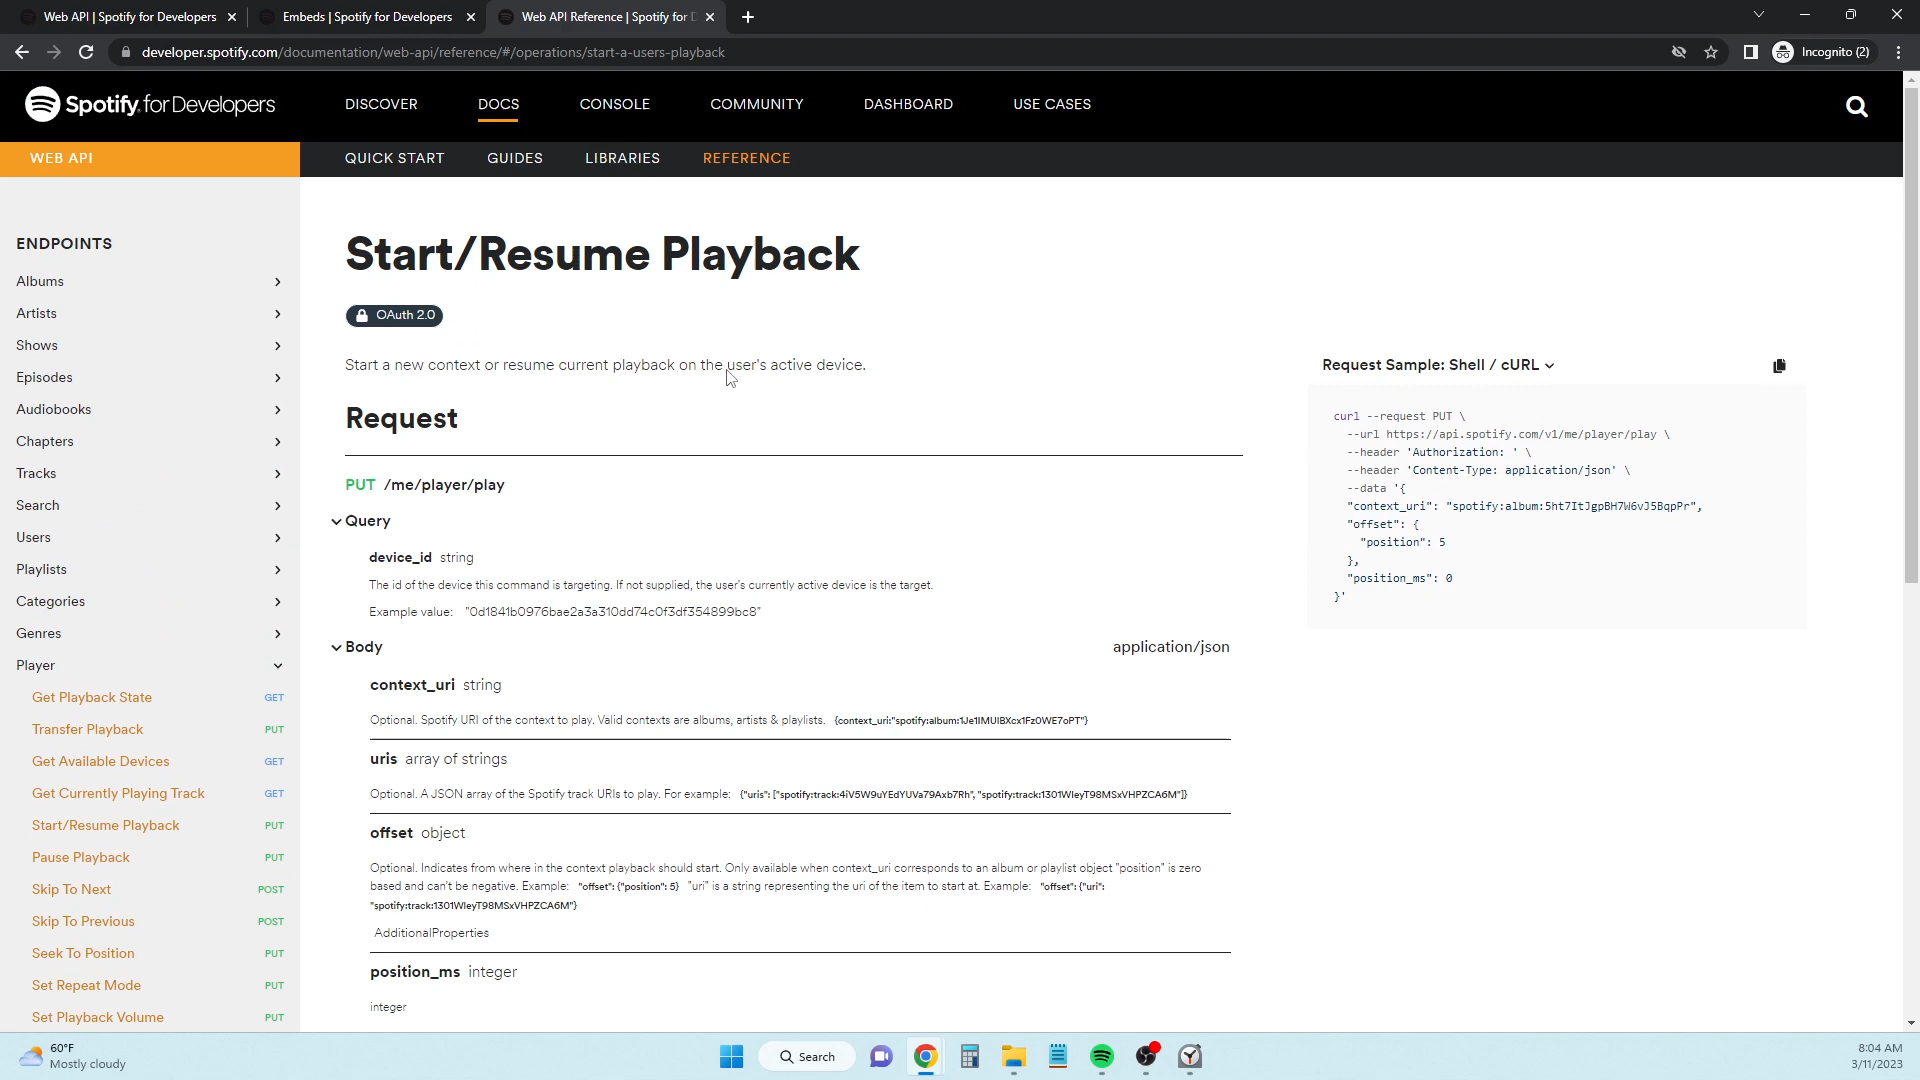 Web API | Spotify for Developers
Embeds | Spotify for Developers
Web API Reference | Spotify for
developer.spotify.com/documentation/web-api/reference/#/operations/start-a-users-playback
Incognito (2)
Spotify for Developers
DISCOVER
DOCS
CONSOLE
COMMUNITY
DASHBOARD
USE CASES
WEB API
QUICK START
GUIDES
LIBRARIES
REFERENCE
ENDPOINTS
Albums
Artists
Shows
Episodes
Audiobooks
Chapters
Tracks
Search
Users
Playlists
Categories
Genres
Player
Get Playback State GET
Transfer Playback PUT
Get Available Devices GET
Get Currently Playing Track GET
Start/Resume Playback PUT
Pause Playback PUT
Skip To Next POST
Skip To Previous POST
Seek To Position PUT
Set Repeat Mode PUT
Set Playback Volume PUT
Start/Resume Playback
OAuth 2.0
Start a new context or resume current playback on the user's active device.
Request
PUT /me/player/play
Query
device_id string
The id of the device this command is targeting. If not supplied, the user's currently active device is the target.
Example value: "0d1841b0976bae2a3a310dd74c0f3df354899bc8"
Body application/json
context_uri string
Optional. Spotify URI of the context to play. Valid contexts are albums, artists & playlists. {context_uri:"spotify:album:1Je1IMUlBXcx1Fz0WE7oPT"}
uris array of strings
Optional. A JSON array of the Spotify track URIs to play. For example: {"uris": ["spotify:track:4iV5W9uYEdYUVa79Axb7Rh", "spotify:track:1301WleyT98MSxVHPZCA6M"]}
offset object
Optional. Indicates from where in the context playback should start. Only available when context_uri corresponds to an album or playlist object "position" is zero
based and can't be negative. Example: "offset": {"position": 5} "uri" is a string representing the uri of the item to start at. Example: "offset": {"uri":
"spotify:track:1301WleyT98MSxVHPZCA6M"}
AdditionalProperties
position_ms integer
integer
Request Sample: Shell / cURL
curl --request PUT \
--url https://api.spotify.com/v1/me/player/play \
--header 'Authorization: ' \
--header 'Content-Type: application/json' \
--data '{
"context_uri": "spotify:album:5ht7ItJgpBH7W6vJ5BqpPr",
"offset": {
"position": 5
},
"position_ms": 0
}'
60°F
Mostly cloudy
Search
8:04 AM
3/11/2023